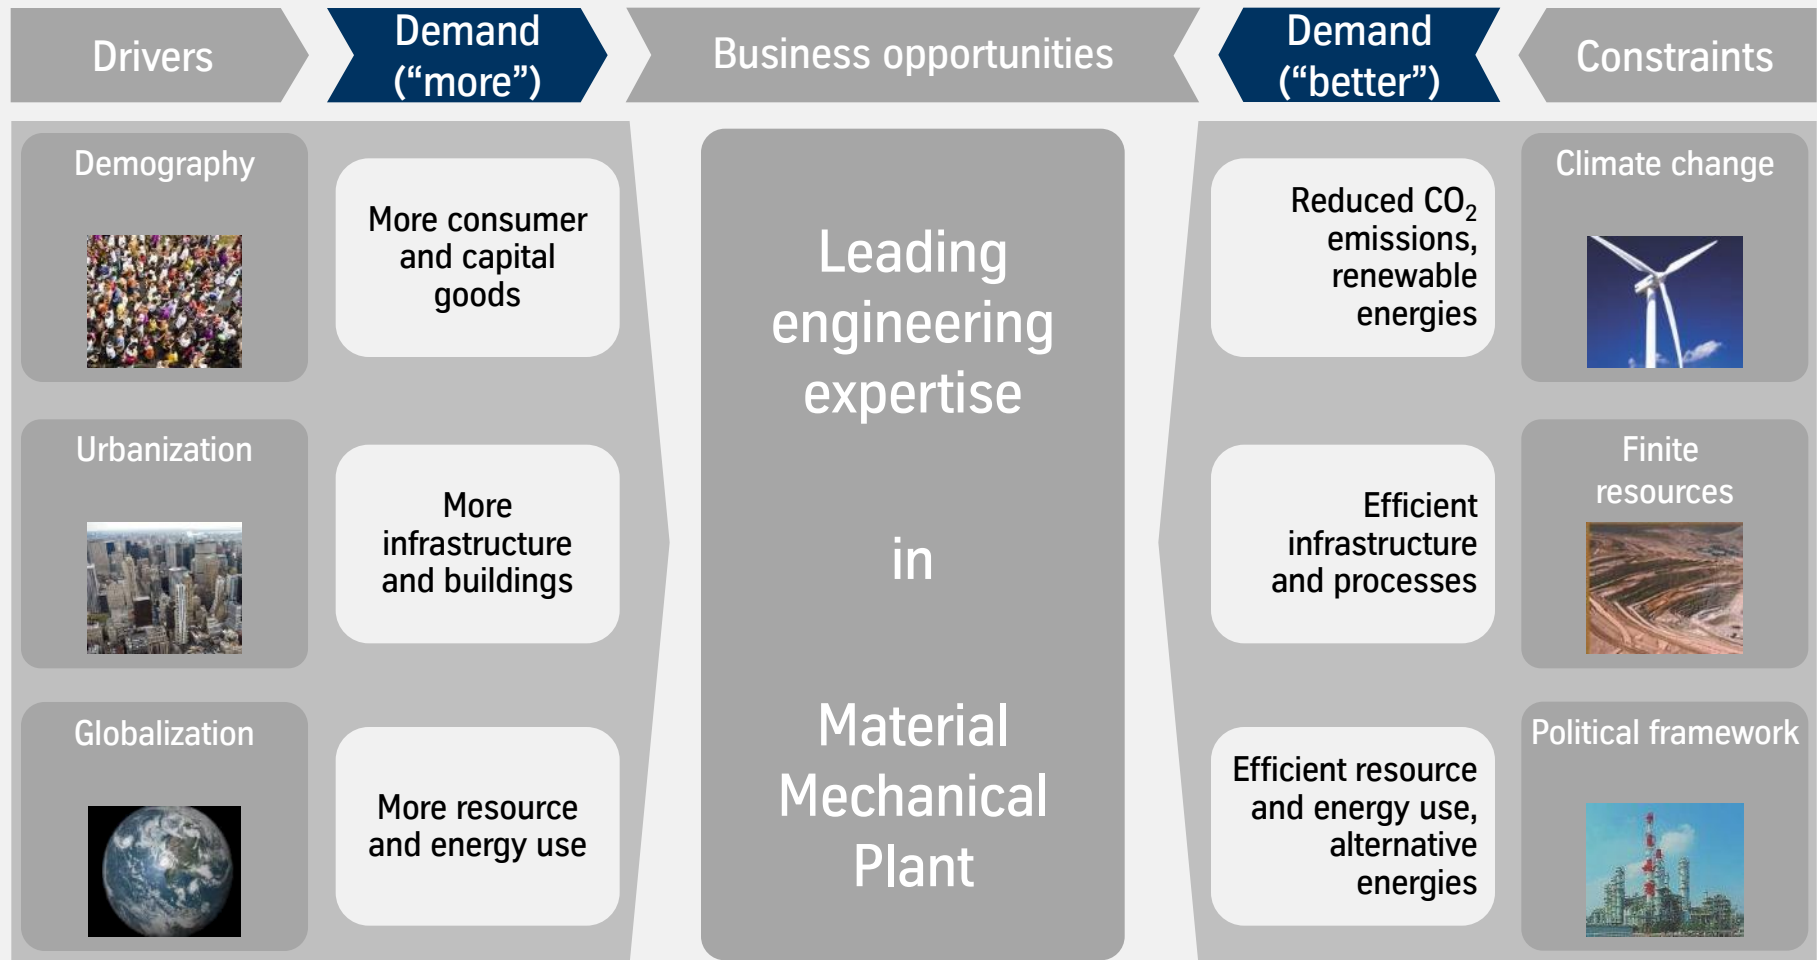 Drivers
Demand
(“more”)
Business opportunities
Demand
(“better”)
Constraints
Demography
More consumer
and capital
goods
Urbanization
More
infrastructure
and buildings
Globalization
More resource
and energy use
Leading
engineering
expertise
in
Material
Mechanical
Plant
Reduced CO₂
emissions,
renewable
energies
Climate change
Efficient
infrastructure
and processes
Finite
resources
Efficient resource
and energy use,
alternative
energies
Political framework